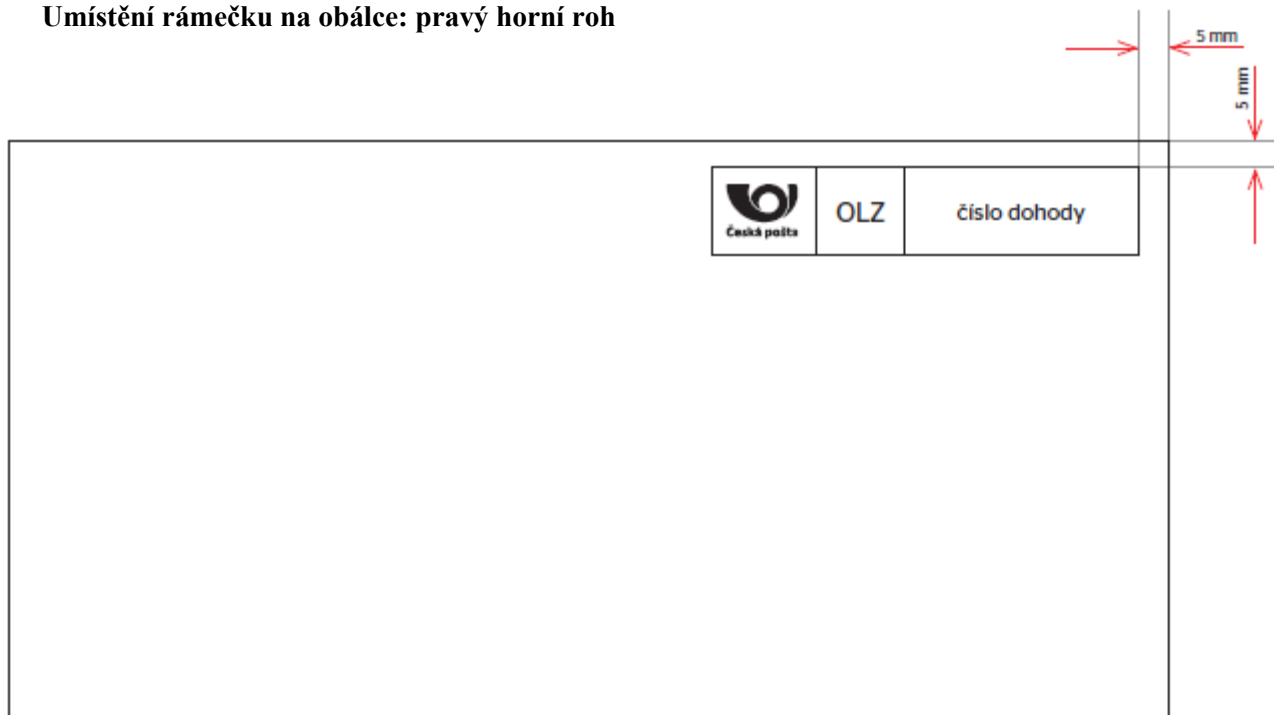 Umístění rámečku na obálce: pravý horní roh
5 mm
5 mm
Česká pošta
OLZ
číslo dohody